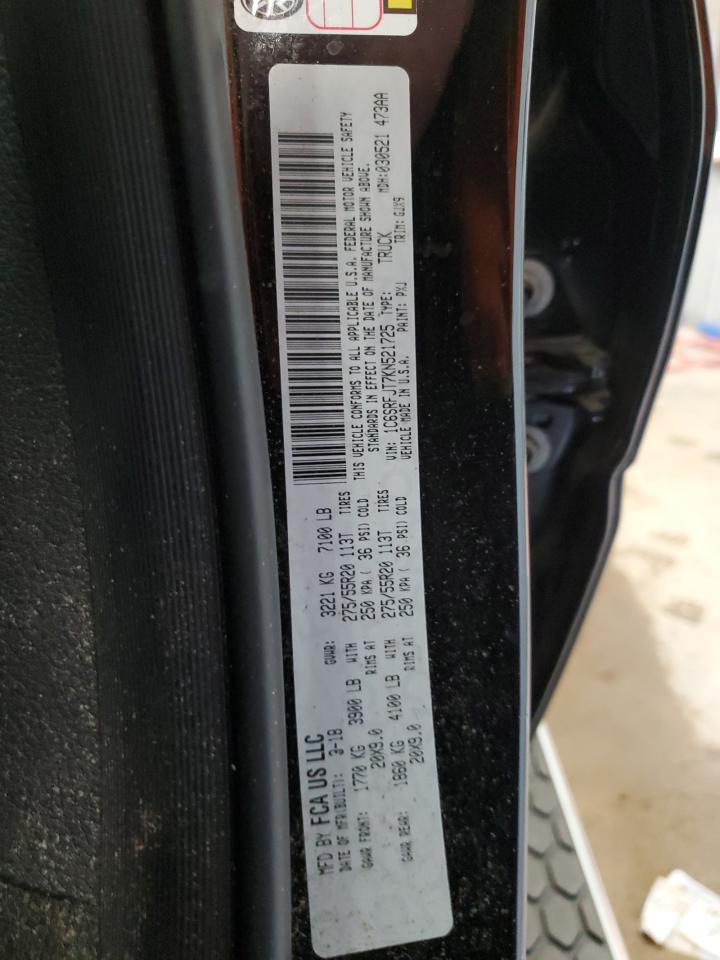 MFD BY FCA US LLC
DATE OF MFR(BUILT): 3-18 GVWR: 3221 KG 7100 LB
GAWR FRONT: 1770 KG 3900 LB WITH 275/55R20 113T TIRES
20X9.0 RIMS AT 250 KPA ( 36 PSI) COLD
GAWR REAR: 1860 KG 4100 LB WITH 275/55R20 113T TIRES
20X9.0 RIMS AT 250 KPA ( 36 PSI) COLD
THIS VEHICLE CONFORMS TO ALL APPLICABLE U.S.A. FEDERAL MOTOR VEHICLE SAFETY
STANDARDS IN EFFECT ON THE DATE OF MANUFACTURE SHOWN ABOVE.
VIN: 1C6SRFJT7KN521725 TYPE: TRUCK MDH:030521 473AA
VEHICLE MADE IN U.S.A. PAINT: PXJ TRIM: GJX9